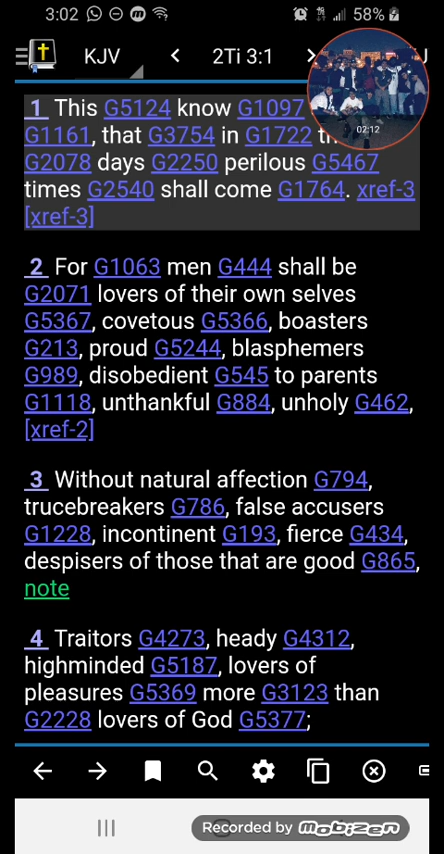 3:02 58%
KJV 2Ti 3:1
02:12
1 This G5124 know G1097
G1161, that G3754 in G1722
G2078 days G2250 perilous G5467
times G2540 shall come G1764. xref-3
[xref-3]
2 For G1063 men G444 shall be
G2071 lovers of their own selves
G5367, covetous G5366, boasters
G213, proud G5244, blasphemers
G989, disobedient G545 to parents
G1118, unthankful G884, unholy G462,
[xref-2]
3 Without natural affection G794,
trucebreakers G786, false accusers
G1228, incontinent G193, fierce G434,
despisers of those that are good G865,
note
4 Traitors G4273, heady G4312,
highminded G5187, lovers of
pleasures G5369 more G3123 than
G2228 lovers of God G5377;
Recorded by mobizen